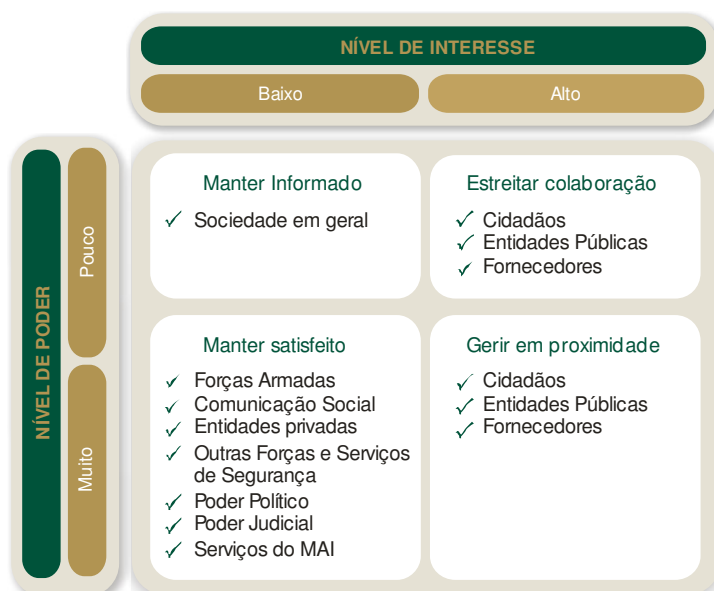 NÍVEL DE INTERESSE
Baixo
Alto
NÍVEL DE PODER
Pouco
Muito
Manter Informado
Sociedade em geral
Estreitar colaboração
Cidadãos
Entidades Públicas
Fornecedores
Manter satisfeito
Forças Armadas
Comunicação Social
Entidades privadas
Outras Forças e Serviços
de Segurança
Poder Político
Poder Judicial
Serviços do MAI
Gerir em proximidade
Cidadãos
Entidades Públicas
Fornecedores